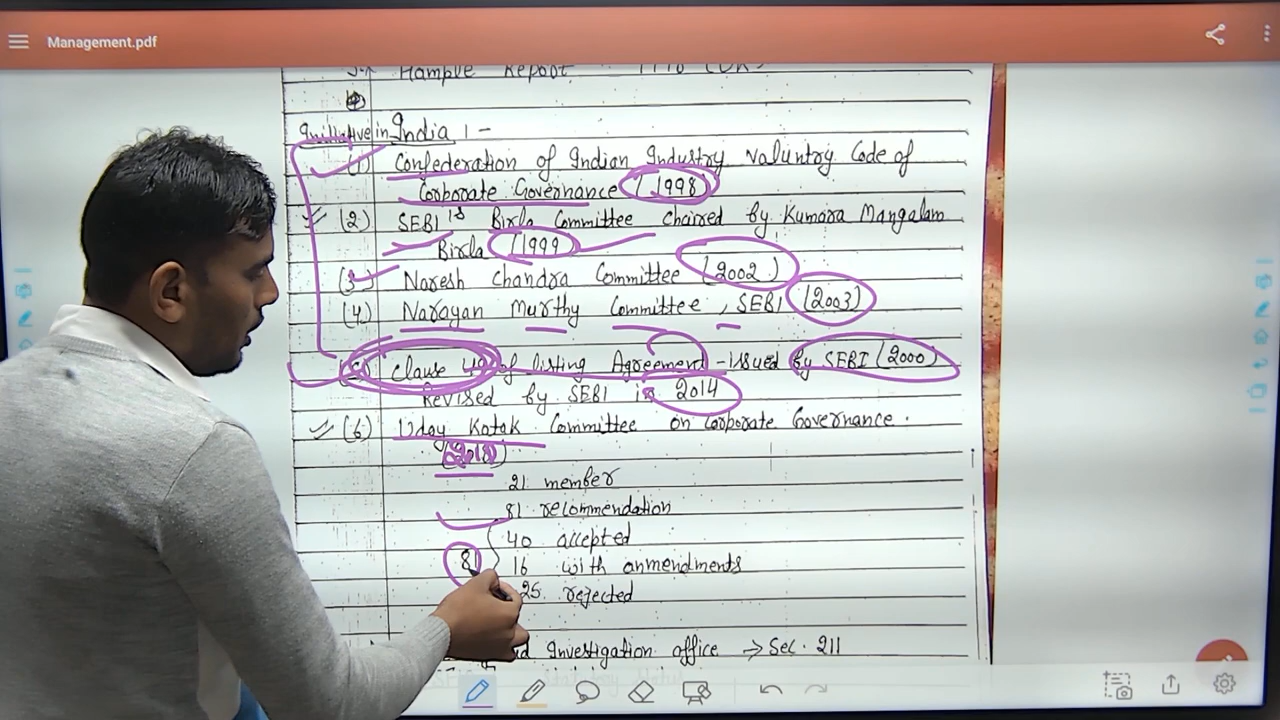 Management.pdf
Hample Report
Initiative in India :-
(1) Confederation of Indian Industry Valuntry Code of
Corporate Governance (1998)
(2) SEBI's Birla Committee chaired by Kumara Mangalam
Birla (1999)
(3) Naresh Chandra Committee (2002)
(4) Narayan Murthy Committee, SEBI (2003)
(5) Clause 49 of listing Agreement - issued by SEBI (2000)
Revised by SEBI in 2014
(6) Uday Kotak Committee on Corporate Governance.
21 member
81 recommendation
40 accepted
81 16 with anmendments
25 rejected
Investigation office → Sec. 211